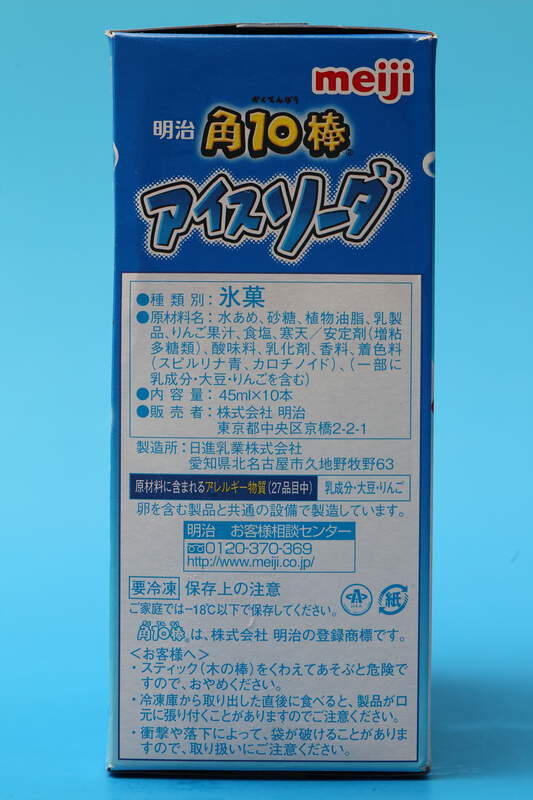 meiji
かくてんぼう
明治 角10棒®
アイスソーダ
●種類別：氷菓
●原材料名：水あめ、砂糖、植物油脂、乳製
品、りんご果汁、食塩、寒天／安定剤（増粘
多糖類）、酸味料、乳化剤、香料、着色料
（スピルリナ青、カロチノイド）、（一部に
乳成分・大豆・りんごを含む）
●内容量：45ml×10本
●販売者：株式会社 明治
東京都中央区京橋2-2-1
製造所：日進乳業株式会社
愛知県北名古屋市久地野牧野63
原材料に含まれるアレルギー物質（27品目中） 乳成分・大豆・りんご
卵を含む製品と共通の設備で製造しています。
明治 お客様相談センター
0120-370-369
http://www.meiji.co.jp/
要冷凍 保存上の注意
ご家庭では－18℃以下で保存してください。
紙
角10棒®は、株式会社 明治の登録商標です。
＜お客様へ＞
・スティック（木の棒）をくわえてあそぶと危険で
すので、おやめください。
・冷凍庫から取り出した直後に食べると、製品が口
元に張り付くことがありますのでご注意ください。
・衝撃や落下によって、袋が破けることがありま
すので、取り扱いにご注意ください。